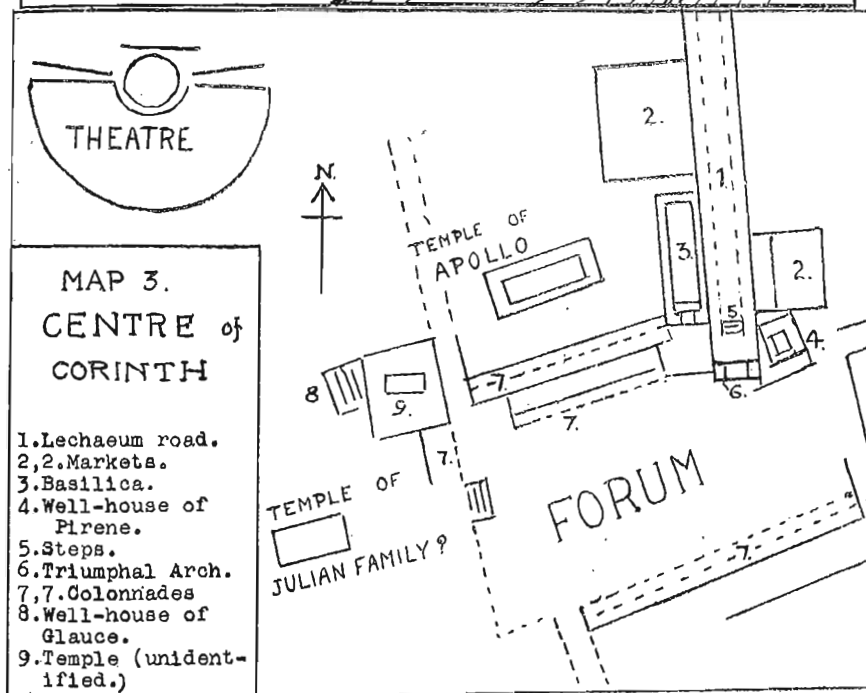 THEATRE
N.
MAP 3.
CENTRE of
CORINTH
1.Lechaeum road.
2,2.Markets.
3.Basilica.
4.Well-house of
Pirene.
5.Steps.
6.Triumphal Arch.
7,7.Colonnades
8.Well-house of
Glauce.
9.Temple (unident-
ified.)
2.
1.
TEMPLE OF
APOLLO
3.
2.
5
4.
6.
7.
7.
8
9.
7.
TEMPLE OF
JULIAN FAMILY?
FORUM
7.